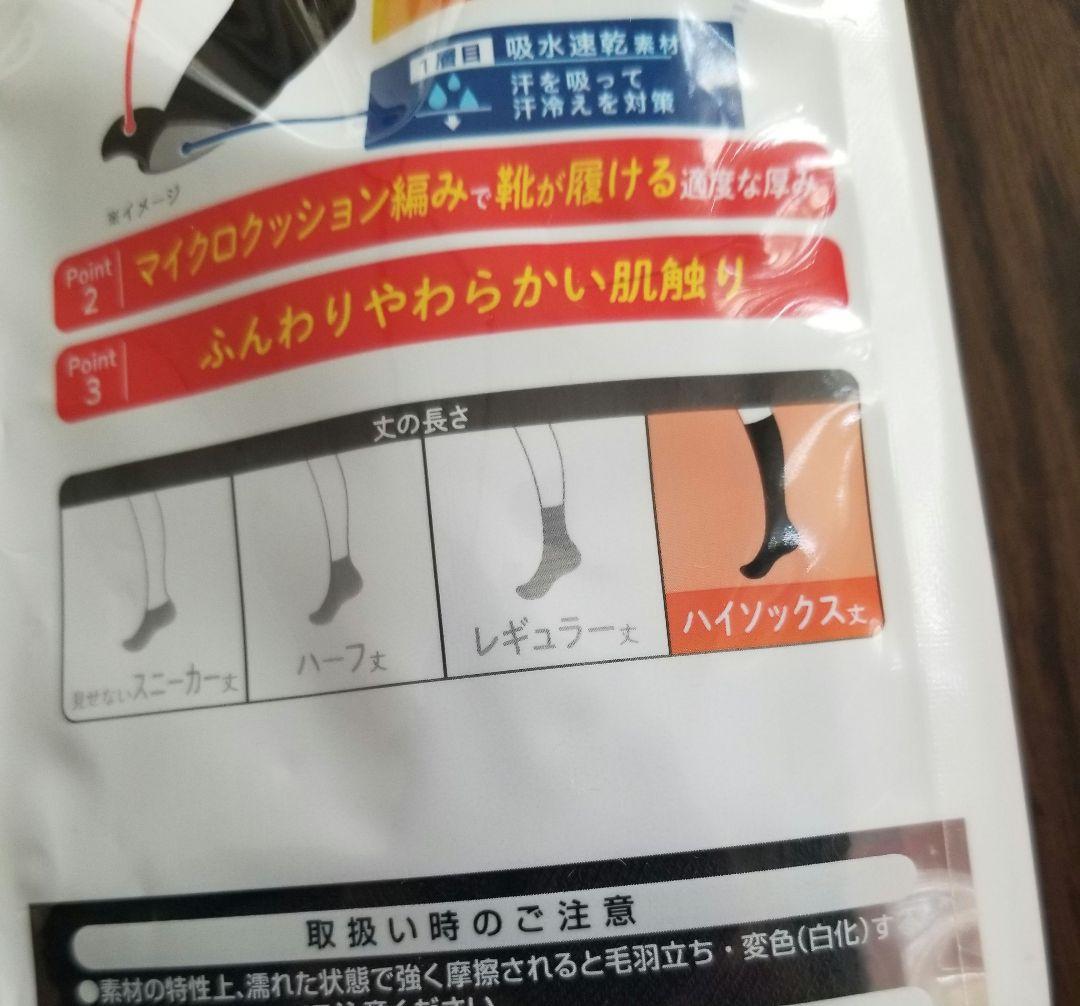 1層目 吸水速乾素材
汗を吸って
汗冷えを対策
※イメージ
Point 2 マイクロクッション編みで靴が履ける適度な厚み
Point 3 ふんわりやわらかい肌触り
丈の長さ
見せないスニーカー丈
ハーフ丈
レギュラー丈
ハイソックス丈
取扱い時のご注意
●素材の特性上、濡れた状態で強く摩擦されると毛羽立ち・変色(白化)す
注意ください